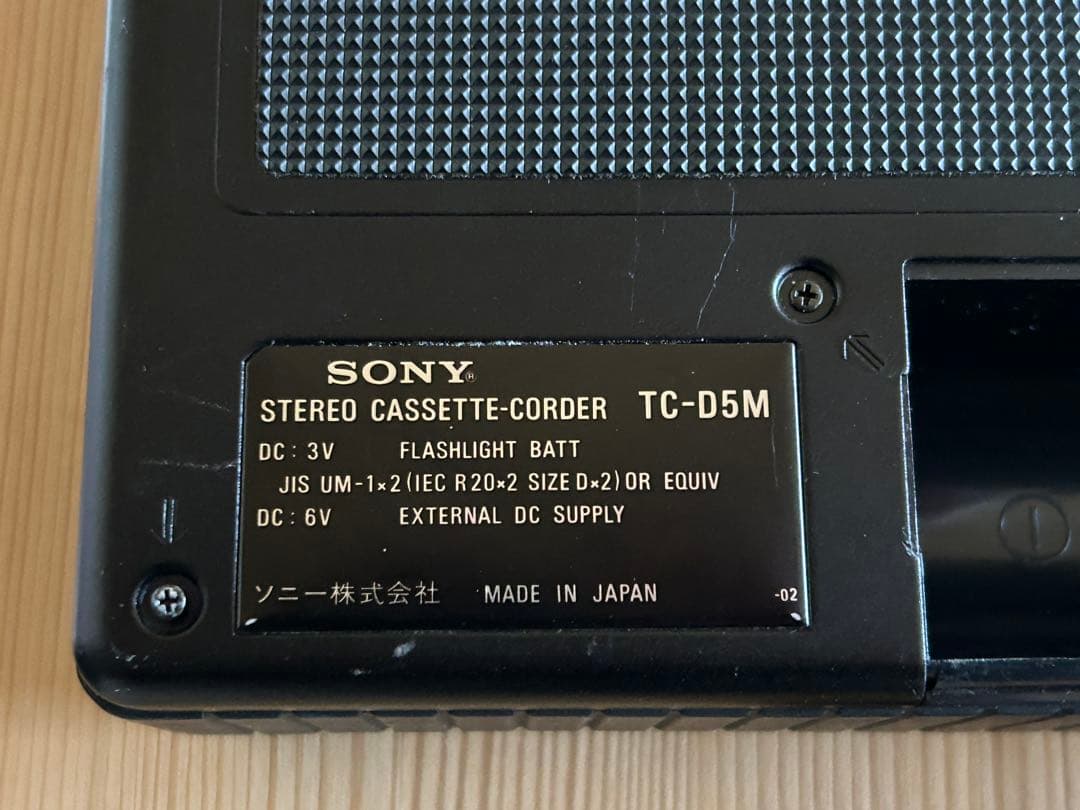 SONY®
STEREO CASSETTE-CORDER TC-D5M
DC: 3V FLASHLIGHT BATT
JIS UM-1×2(IEC R20×2 SIZE D×2)OR EQUIV
DC: 6V EXTERNAL DC SUPPLY
ソニー株式会社 MADE IN JAPAN -02